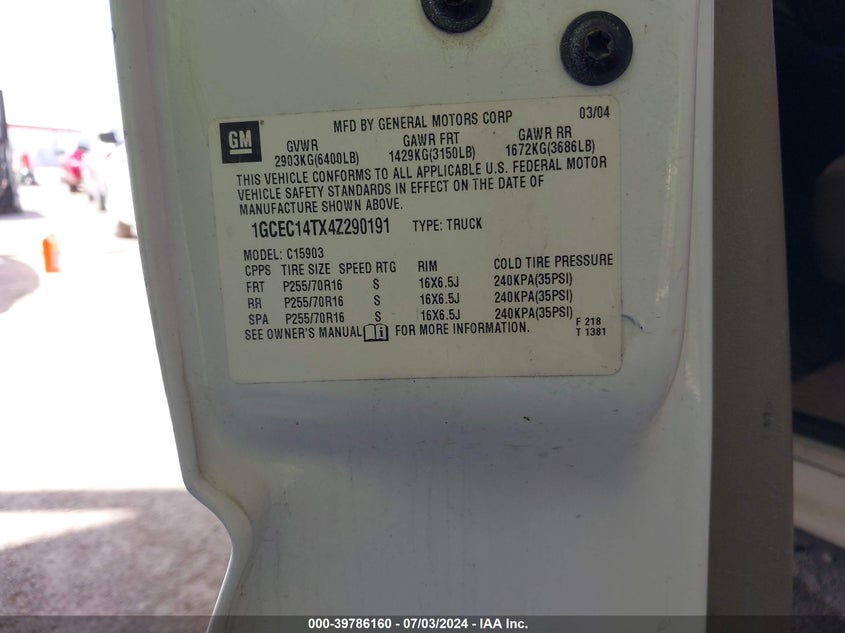 GM
MFD BY GENERAL MOTORS CORP 03/04
GVWR GAWR FRT GAWR RR
2903KG(6400LB) 1429KG(3150LB) 1672KG(3686LB)
THIS VEHICLE CONFORMS TO ALL APPLICABLE U.S. FEDERAL MOTOR
VEHICLE SAFETY STANDARDS IN EFFECT ON THE DATE OF
MANUFACTURE SHOWN ABOVE.
1GCEC14TX4Z290191 TYPE: TRUCK
MODEL: C15903
CPPS TIRE SIZE SPEED RTG RIM COLD TIRE PRESSURE
FRT P255/70R16 S 16X6.5J 240KPA(35PSI)
RR P255/70R16 S 16X6.5J 240KPA(35PSI)
SPA P255/70R16 S 16X6.5J 240KPA(35PSI)
SEE OWNER'S MANUAL FOR MORE INFORMATION.
F 218
T 1381
000-39786160 - 07/03/2024 - IAA Inc.